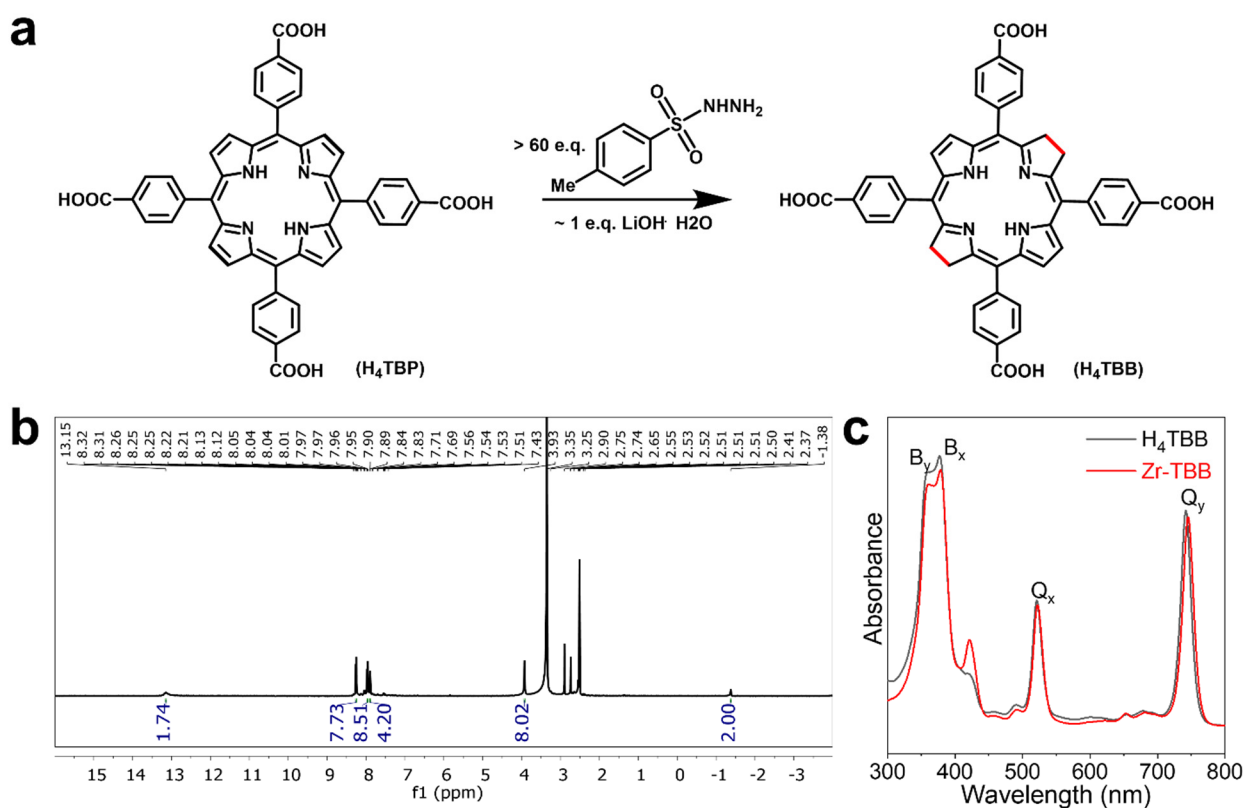 a
COOH
COOH
O
S
NHNH2
O
> 60 e.q.
Me
~ 1 e.q. LiOH· H2O
HOOC
NH
N
N
HN
COOH
COOH
(H4TBP)
HOOC
NH
N
N
HN
COOH
COOH
(H4TBB)
b
13.15
8.32
8.31
8.26
8.25
8.25
8.22
8.21
8.13
8.12
8.05
8.04
8.04
8.01
7.97
7.97
7.96
7.95
7.90
7.89
7.84
7.83
7.71
7.69
7.56
7.54
7.53
7.51
7.43
3.93
3.35
3.25
2.90
2.75
2.74
2.65
2.55
2.53
2.52
2.51
2.51
2.51
2.50
2.41
2.37
-1.38
1.74
7.73
8.51
4.20
8.02
2.00
15 14 13 12 11 10 9 8 7 6 5 4 3 2 1 0 -1 -2 -3
f1 (ppm)
c
H4TBB
Zr-TBB
By
Bx
Qx
Qy
Absorbance
300 400 500 600 700 800
Wavelength (nm)